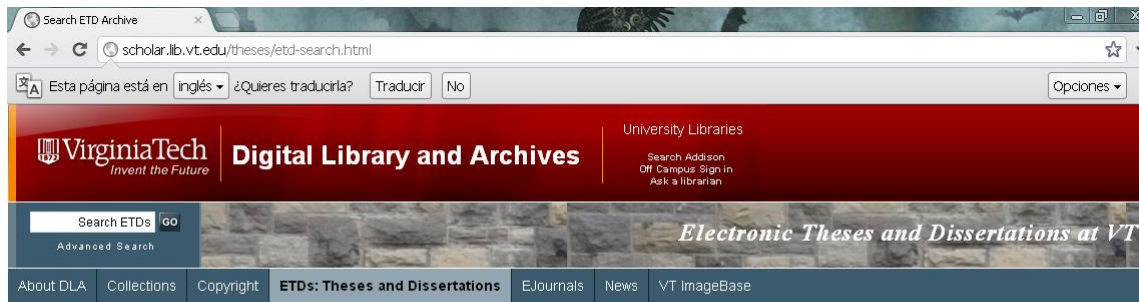 Search ETD Archive
scholar.lib.vt.edu/theses/etd-search.html
Esta página está en inglés ¿Quieres traducirla? Traducir No Opciones
VirginiaTech
Invent the Future
Digital Library and Archives
University Libraries
Search Addison
Off Campus Sign in
Ask a librarian
Search ETDs GO
Advanced Search
Electronic Theses and Dissertations at VT
About DLA Collections Copyright ETDs: Theses and Dissertations EJournals News VT ImageBase